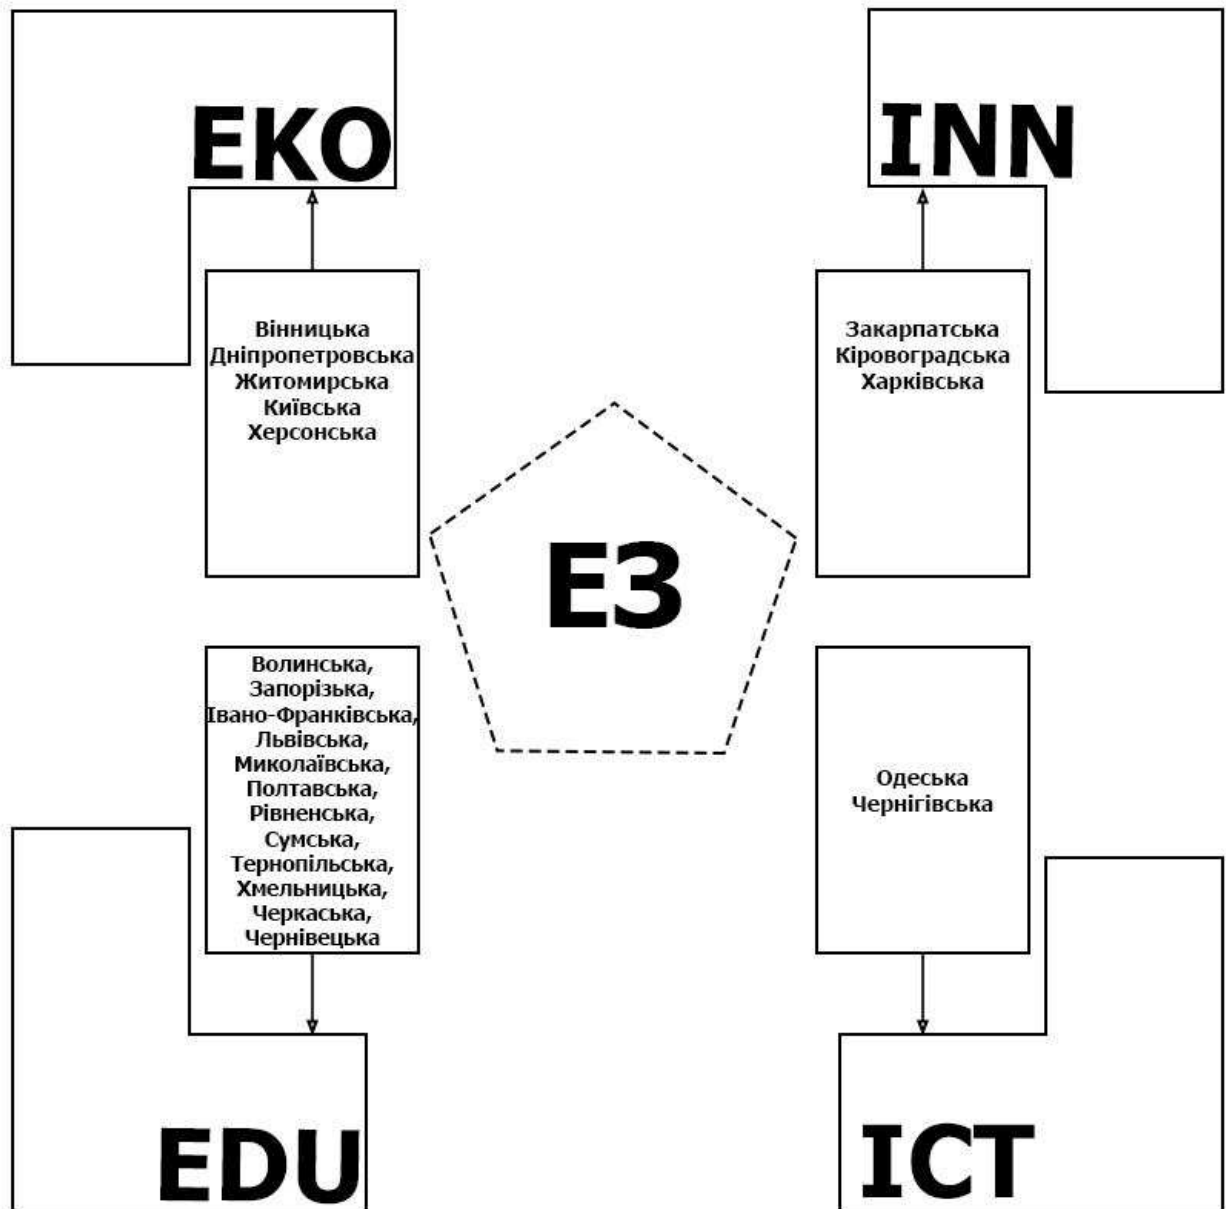 EKO
INN
Вінницька
Дніпропетровська
Житомирська
Київська
Херсонська
Закарпатська
Кіровоградська
Харківська
E3
Волинська,
Запорізька,
Івано-Франківська,
Львівська,
Миколаївська,
Полтавська,
Рівненська,
Сумська,
Тернопільська,
Хмельницька,
Черкаська,
Чернівецька
Одеська
Чернігівська
EDU
ICT